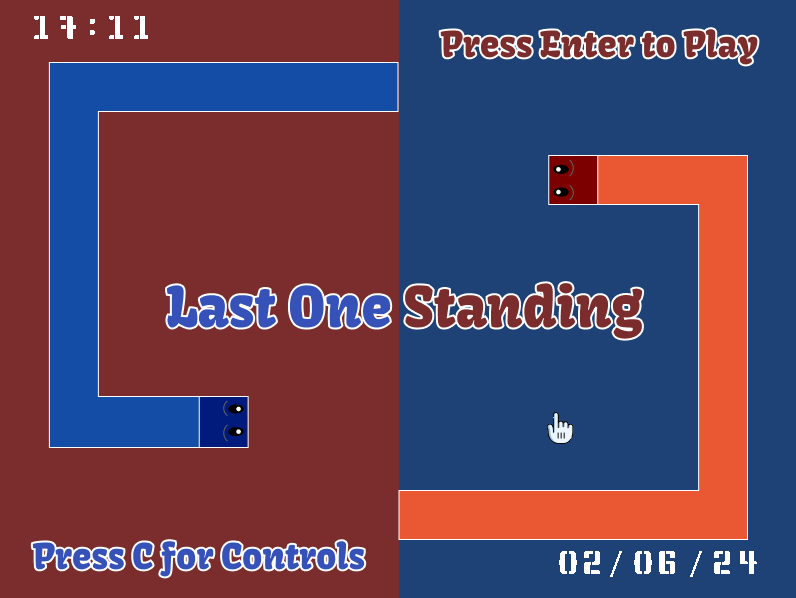 17:11
Press Enter to Play
Last One Standing
Press C for Controls
02/06/24